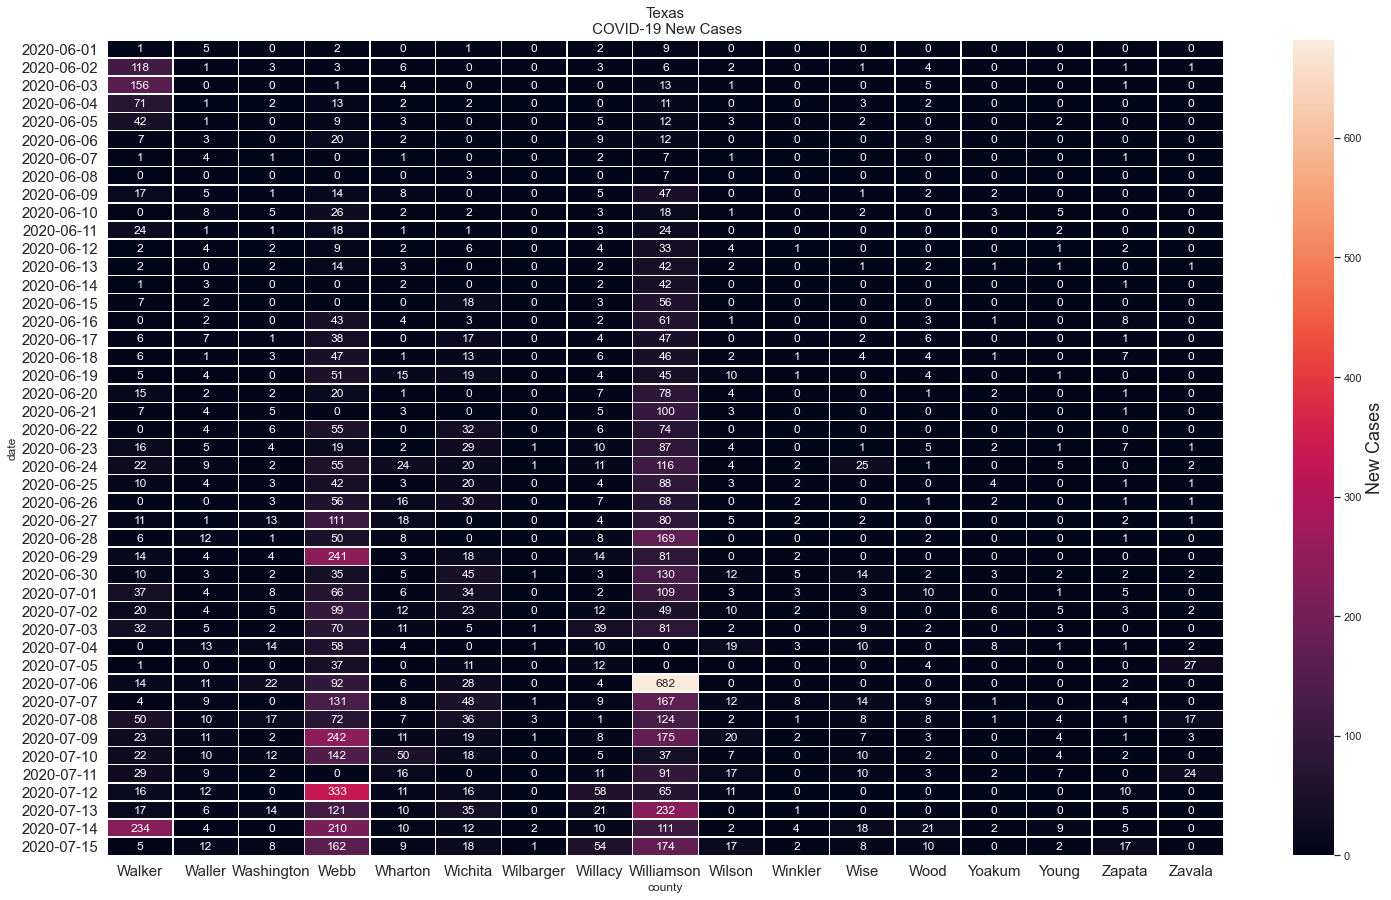 Texas
COVID-19 New Cases
2020-06-01 1 5 0 2 0 1 0 2 9 0 0 0 0 0 0 0 0
2020-06-02 118 1 3 3 6 0 0 3 6 2 0 1 4 0 0 1 1
2020-06-03 156 0 0 1 4 0 0 0 13 1 0 0 5 0 0 1 0
2020-06-04 71 1 2 13 2 2 0 0 11 0 0 3 2 0 0 0 0
2020-06-05 42 1 0 9 3 0 0 5 12 3 0 2 0 0 2 0 0
2020-06-06 7 3 0 20 2 0 0 9 12 0 0 0 9 0 0 0 0
2020-06-07 1 4 1 0 1 0 0 2 7 1 0 0 0 0 0 1 0
2020-06-08 0 0 0 0 0 3 0 0 7 0 0 0 0 0 0 0 0
2020-06-09 17 5 1 14 8 0 0 5 47 0 0 1 2 2 0 0 0
2020-06-10 0 8 5 26 2 2 0 3 18 1 0 2 0 3 5 0 0
2020-06-11 24 1 1 18 1 1 0 3 24 0 0 0 0 0 2 0 0
2020-06-12 2 4 2 9 2 6 0 4 33 4 1 0 0 0 1 2 0
2020-06-13 2 0 2 14 3 0 0 2 42 2 0 1 2 1 1 0 1
2020-06-14 1 3 0 0 2 0 0 2 42 0 0 0 0 0 0 1 0
2020-06-15 7 2 0 0 0 18 0 3 56 0 0 0 0 0 0 0 0
2020-06-16 0 2 0 43 4 3 0 2 61 1 0 0 3 1 0 8 0
2020-06-17 6 7 1 38 0 17 0 4 47 0 0 2 6 0 0 1 0
2020-06-18 6 1 3 47 1 13 0 6 46 2 1 4 4 1 0 7 0
2020-06-19 5 4 0 51 15 19 0 4 45 10 1 0 4 0 1 0 0
2020-06-20 15 2 2 20 1 0 0 7 78 4 0 0 1 2 0 1 0
2020-06-21 7 4 5 0 3 0 0 5 100 3 0 0 0 0 0 1 0
2020-06-22 0 4 6 55 0 32 0 6 74 0 0 0 0 0 0 0 0
2020-06-23 16 5 4 19 2 29 1 10 87 4 0 1 5 2 1 7 1
2020-06-24 22 9 2 55 24 20 1 11 116 4 2 25 1 0 5 0 2
2020-06-25 10 4 3 42 3 20 0 4 88 3 2 0 0 4 0 1 1
2020-06-26 0 0 3 56 16 30 0 7 68 0 2 0 1 2 0 1 1
2020-06-27 11 1 13 111 18 0 0 4 80 5 2 2 0 0 0 2 1
2020-06-28 6 12 1 50 8 0 0 8 169 0 0 0 2 0 0 1 0
2020-06-29 14 4 4 241 3 18 0 14 81 0 2 0 0 0 0 0 0
2020-06-30 10 3 2 35 5 45 1 3 130 12 5 14 2 3 2 2 2
2020-07-01 37 4 8 66 6 34 0 2 109 3 3 3 10 0 1 5 0
2020-07-02 20 4 5 99 12 23 0 12 49 10 2 9 0 6 5 3 2
2020-07-03 32 5 2 70 11 5 1 39 81 2 0 9 2 0 3 0 0
2020-07-04 0 13 14 58 4 0 1 10 0 19 3 10 0 8 1 1 2
2020-07-05 1 0 0 37 0 11 0 12 0 0 0 0 4 0 0 0 27
2020-07-06 14 11 22 92 6 28 0 4 682 0 0 0 0 0 0 2 0
2020-07-07 4 9 0 131 8 48 1 9 167 12 8 14 9 1 0 4 0
2020-07-08 50 10 17 72 7 36 3 1 124 2 1 8 8 1 4 1 17
2020-07-09 23 11 2 242 11 19 1 8 175 20 2 7 3 0 4 1 3
2020-07-10 22 10 12 142 50 18 0 5 37 7 0 10 2 0 4 2 0
2020-07-11 29 9 2 0 16 0 0 11 91 17 0 10 3 2 7 0 24
2020-07-12 16 12 0 333 11 16 0 58 65 11 0 0 0 0 0 10 0
2020-07-13 17 6 14 121 10 35 0 21 232 0 1 0 0 0 0 5 0
2020-07-14 234 4 0 210 10 12 2 10 111 2 4 18 21 2 9 5 0
2020-07-15 5 12 8 162 9 18 1 54 174 17 2 8 10 0 2 17 0
Walker Waller Washington Webb Wharton Wichita Wilbarger Willacy Williamson Wilson Winkler Wise Wood Yoakum Young Zapata Zavala
county
date
600
500
400
300
200
100
0
New Cases